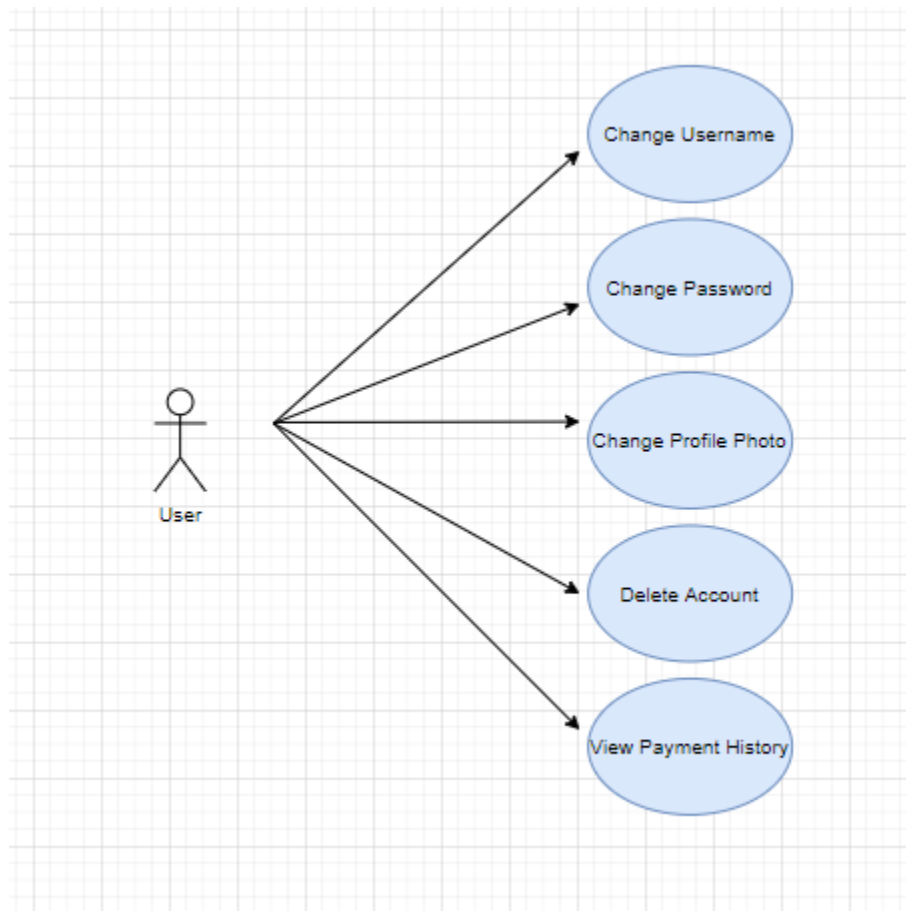 Change Username
Change Password
Change Profile Photo
User
Delete Account
View Payment History